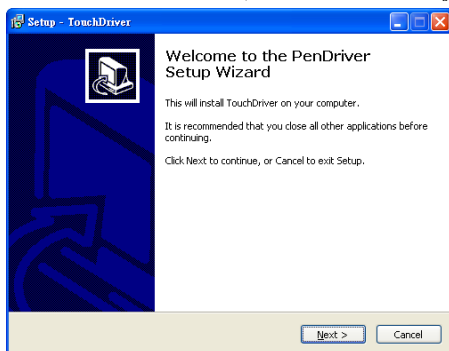 Setup - TouchDriver
Welcome to the PenDriver
Setup Wizard
This will install TouchDriver on your computer.
It is recommended that you close all other applications before
continuing.
Click Next to continue, or Cancel to exit Setup.
Next >
Cancel